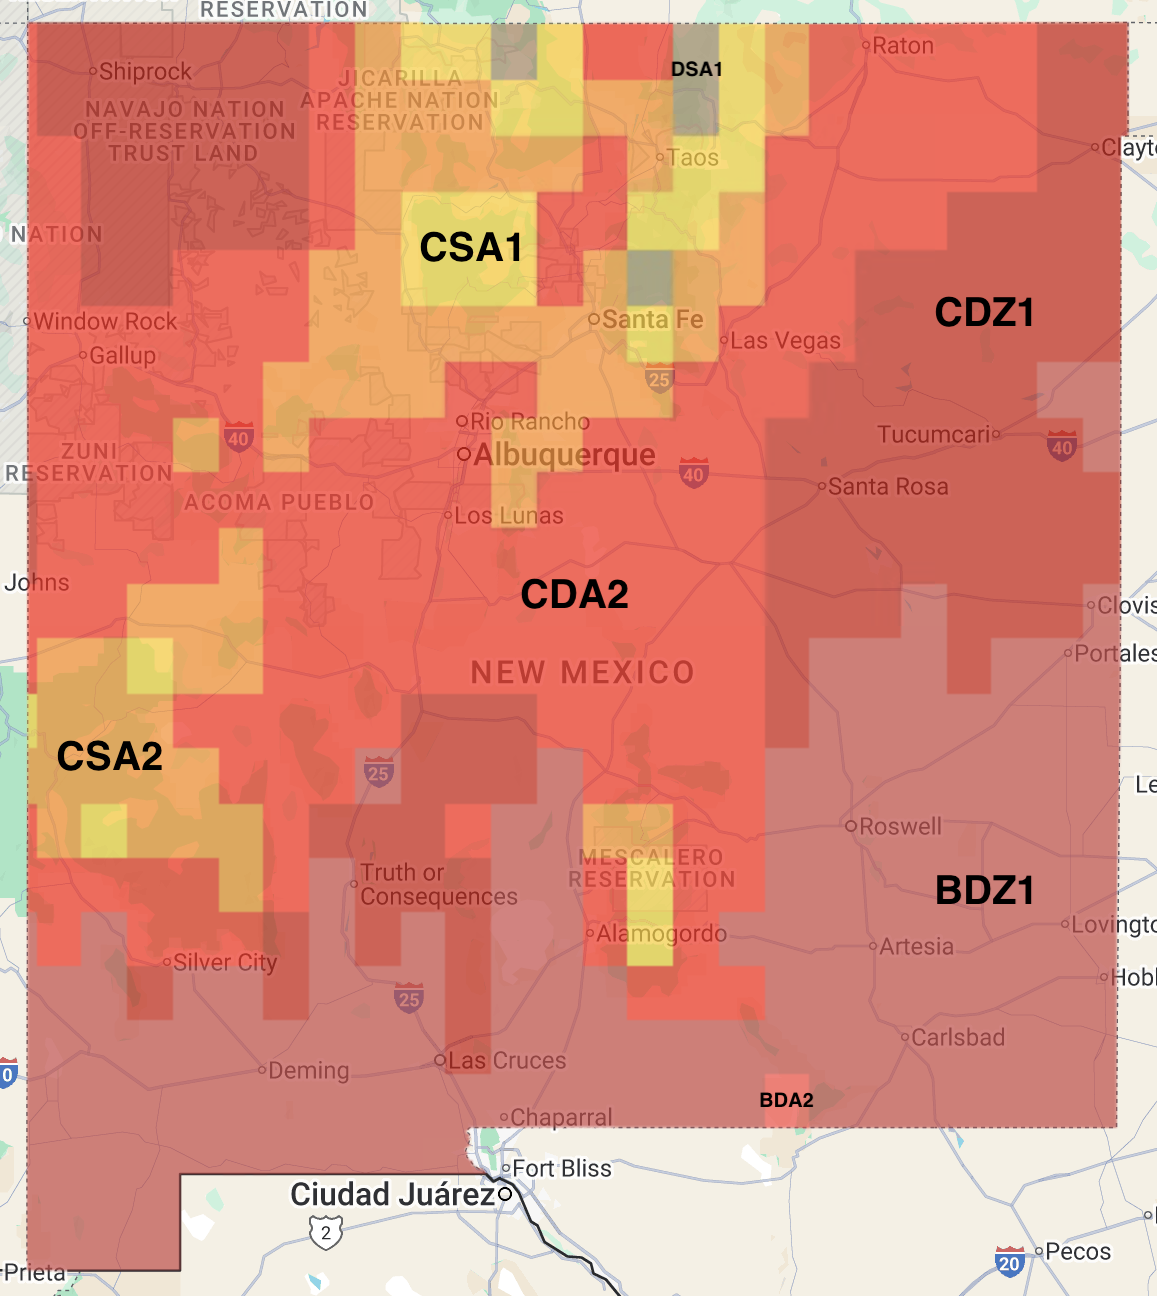 RESERVATION
Raton
DSA1
Shiprock
JICARILLA
APACHE NATION
RESERVATION
NAVAJO NATION
OFF-RESERVATION
TRUST LAND
Clayt
Taos
NATION
CSA1
CDZ1
Window Rock
Santa Fe
Las Vegas
Gallup
25
Rio Rancho
40
Tucumcari
40
ZUNI
RESERVATION
Albuquerque
40
Santa Rosa
ACOMA PUEBLO
Los Lunas
Johns
CDA2
Clovis
Portales
NEW MEXICO
CSA2
25
Le
Roswell
MESCALERO
RESERVATION
Truth or
Consequences
BDZ1
Lovingto
Alamogordo
Artesia
Silver City
Hobl
25
Carlsbad
Las Cruces
Deming
0
BDA2
Chaparral
Fort Bliss
Ciudad Juárez
2
Pecos
20
Prieta